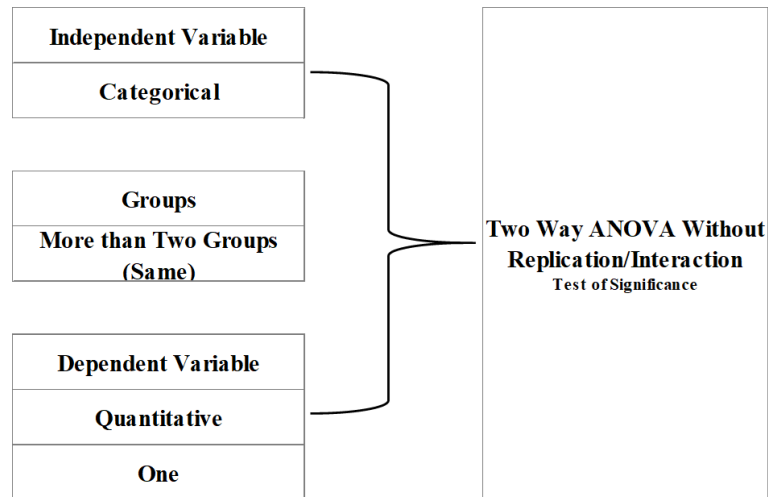 Independent Variable
Categorical
Groups
More than Two Groups
(Same)
Dependent Variable
Quantitative
One
Two Way ANOVA Without
Replication/Interaction
Test of Significance